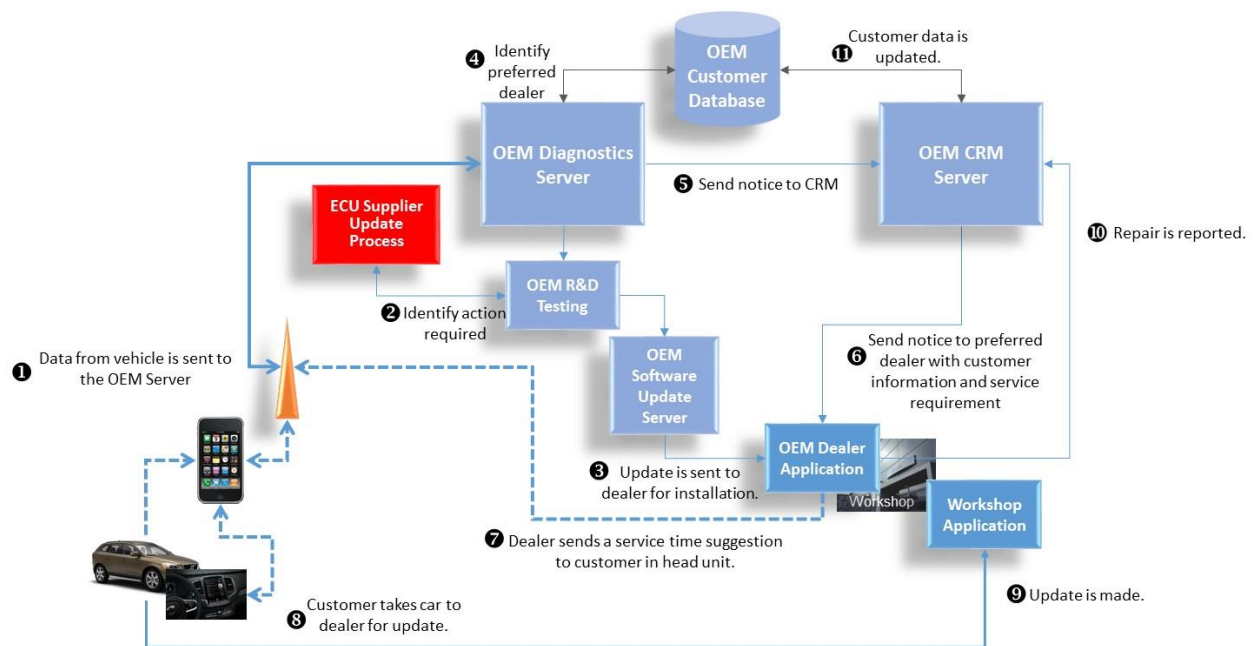 ❹ Identify
preferred
dealer
OEM
Customer
Database
⓫ Customer data is
updated.
OEM Diagnostics
Server
OEM CRM
Server
❺ Send notice to CRM
ECU Supplier
Update
Process
❿ Repair is reported.
OEM R&D
Testing
❷ Identify action
required
❶ Data from vehicle is sent to
the OEM Server
OEM
Software
Update
Server
❻ Send notice to preferred
dealer with customer
information and service
requirement
OEM Dealer
Application
❸ Update is sent to
dealer for installation.
Workshop
Workshop
Application
❼ Dealer sends a service time suggestion
to customer in head unit.
❽ Customer takes car to
dealer for update.
❾ Update is made.